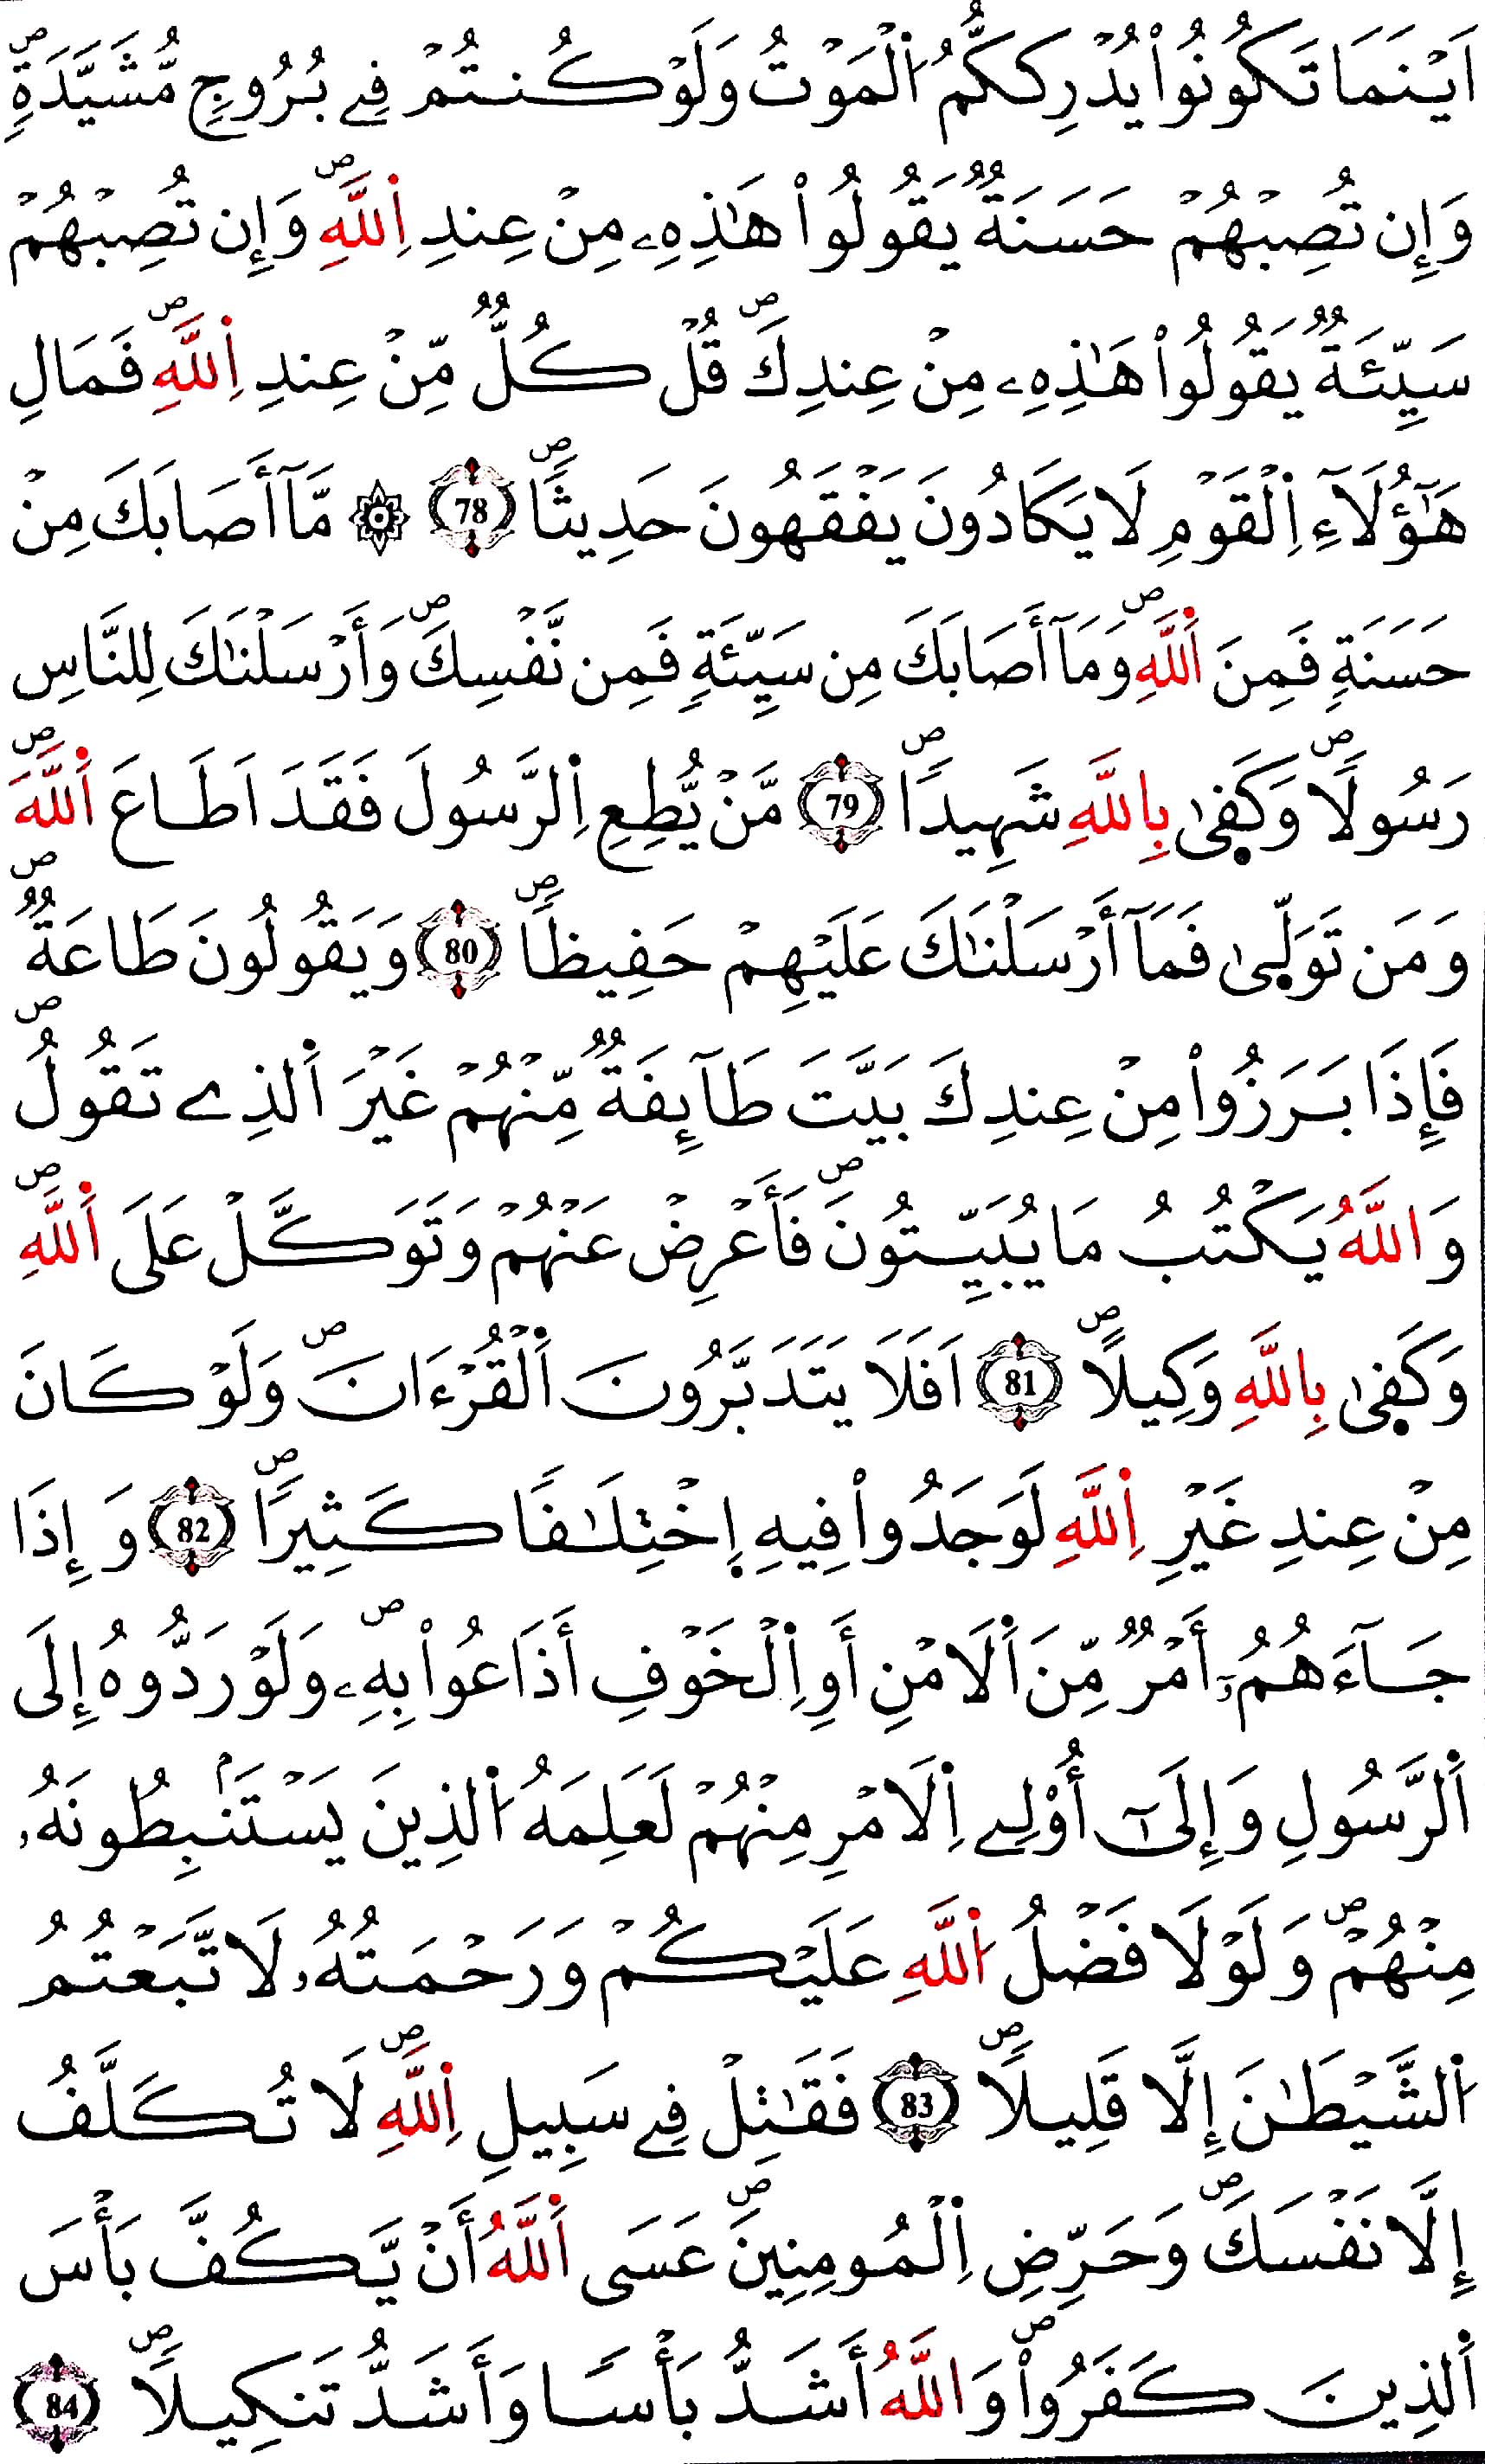 اَيْنَمَا تَكُونُواْ يُدْرِككُّمُ اُ۬لْمَوْتُ وَلَوْ كُنتُمْ فِے بُرُوجٖ مُّشَيَّدَةٖۖ
وَإِن تُصِبْهُمْ حَسَنَةٞ يَقُولُواْ هَٰذِهِۦ مِنْ عِندِ اِ۬للَّهِۖ وَإِن تُصِبْهُمْ
سَيِّئَةٞ يَقُولُواْ هَٰذِهِۦ مِنْ عِندِكَۖ قُلْ كُلّٞ مِّنْ عِندِ اِ۬للَّهِۖ فَمَالِ
هَٰٓؤُلَآءِ اِ۬لْقَوْمِ لَا يَكَادُونَ يَفْقَهُونَ حَدِيثاٗۖ 78 ۞ مَّآ أَصَابَكَ مِنْ
حَسَنَةٖ فَمِنَ اَ۬للَّهِۖ وَمَآ أَصَابَكَ مِن سَيِّئَةٖ فَمِن نَّفْسِكَۖ وَأَرْسَلْنَٰكَ لِلنَّاسِ
رَسُولاٗۖ وَكَف۪ىٰ بِاللَّهِ شَهِيداٗۖ 79 مَّنْ يُّطِعِ اِ۬لرَّسُولَ فَقَدَ اَطَاعَ اَ۬للَّهَۖ
وَمَن تَوَلّ۪ىٰ فَمَآ أَرْسَلْنَٰكَ عَلَيْهِمْ حَفِيظاٗۖ 80 وَيَقُولُونَ طَاعَةٞۖ
فَإِذَا بَرَزُواْ مِنْ عِندِكَ بَيَّتَ طَآئِفَةٞ مِّنْهُمْ غَيْرَ اَ۬لذِے تَقُولُۖ
وَاللَّهُ يَكْتُبُ مَا يُبَيِّتُونَۖ فَأَعْرِضْ عَنْهُمْ وَتَوَكَّلْ عَلَى اَ۬للَّهِۖ
وَكَف۪ىٰ بِاللَّهِ وَكِيلاًۖ 81 اَفَلَا يَتَدَبَّرُونَ اَ۬لْقُرْءَانَۖ وَلَوْ كَانَ
مِنْ عِندِ غَيْرِ اِ۬للَّهِ لَوَجَدُواْ فِيهِ اِ۪خْتِلَٰفاٗ كَثِيراٗۖ 82 وَإِذَا
جَآءَهُمُۥٓ أَمْرٞ مِّنَ اَ۬لَامْنِ أَوِ اِ۬لْخَوْفِ أَذَاعُواْ بِهِۦۖ وَلَوْ رَدُّوهُ إِلَى
اَ۬لرَّسُولِ وَإِلَىٰٓ أُوْلِے اِ۬لَامْرِ مِنْهُمْ لَعَلِمَهُ اُ۬لذِينَ يَسْتَنۢبِطُونَهُۥ
مِنْهُمْۖ وَلَوْلَا فَضْلُ اُ۬للَّهِ عَلَيْكُمْ وَرَحْمَتُهُۥ لَاتَّبَعْتُمُ
اُ۬لشَّيْطَٰنَ إِلَّا قَلِيلاٗۖ 83 فَقَٰتِلْ فِے سَبِيلِ اِ۬للَّهِۖ لَا تُكَلَّفُ
إِلَّا نَفْسَكَۖ وَحَرِّضِ اِ۬لْمُومِنِينَۖ عَسَى اَ۬للَّهُ أَنْ يَّكُفَّ بَأْسَ
اَ۬لذِينَ كَفَرُواْۖ وَاللَّهُ أَشَدُّ بَأْساٗ وَأَشَدُّ تَنكِيلاٗۖ 84